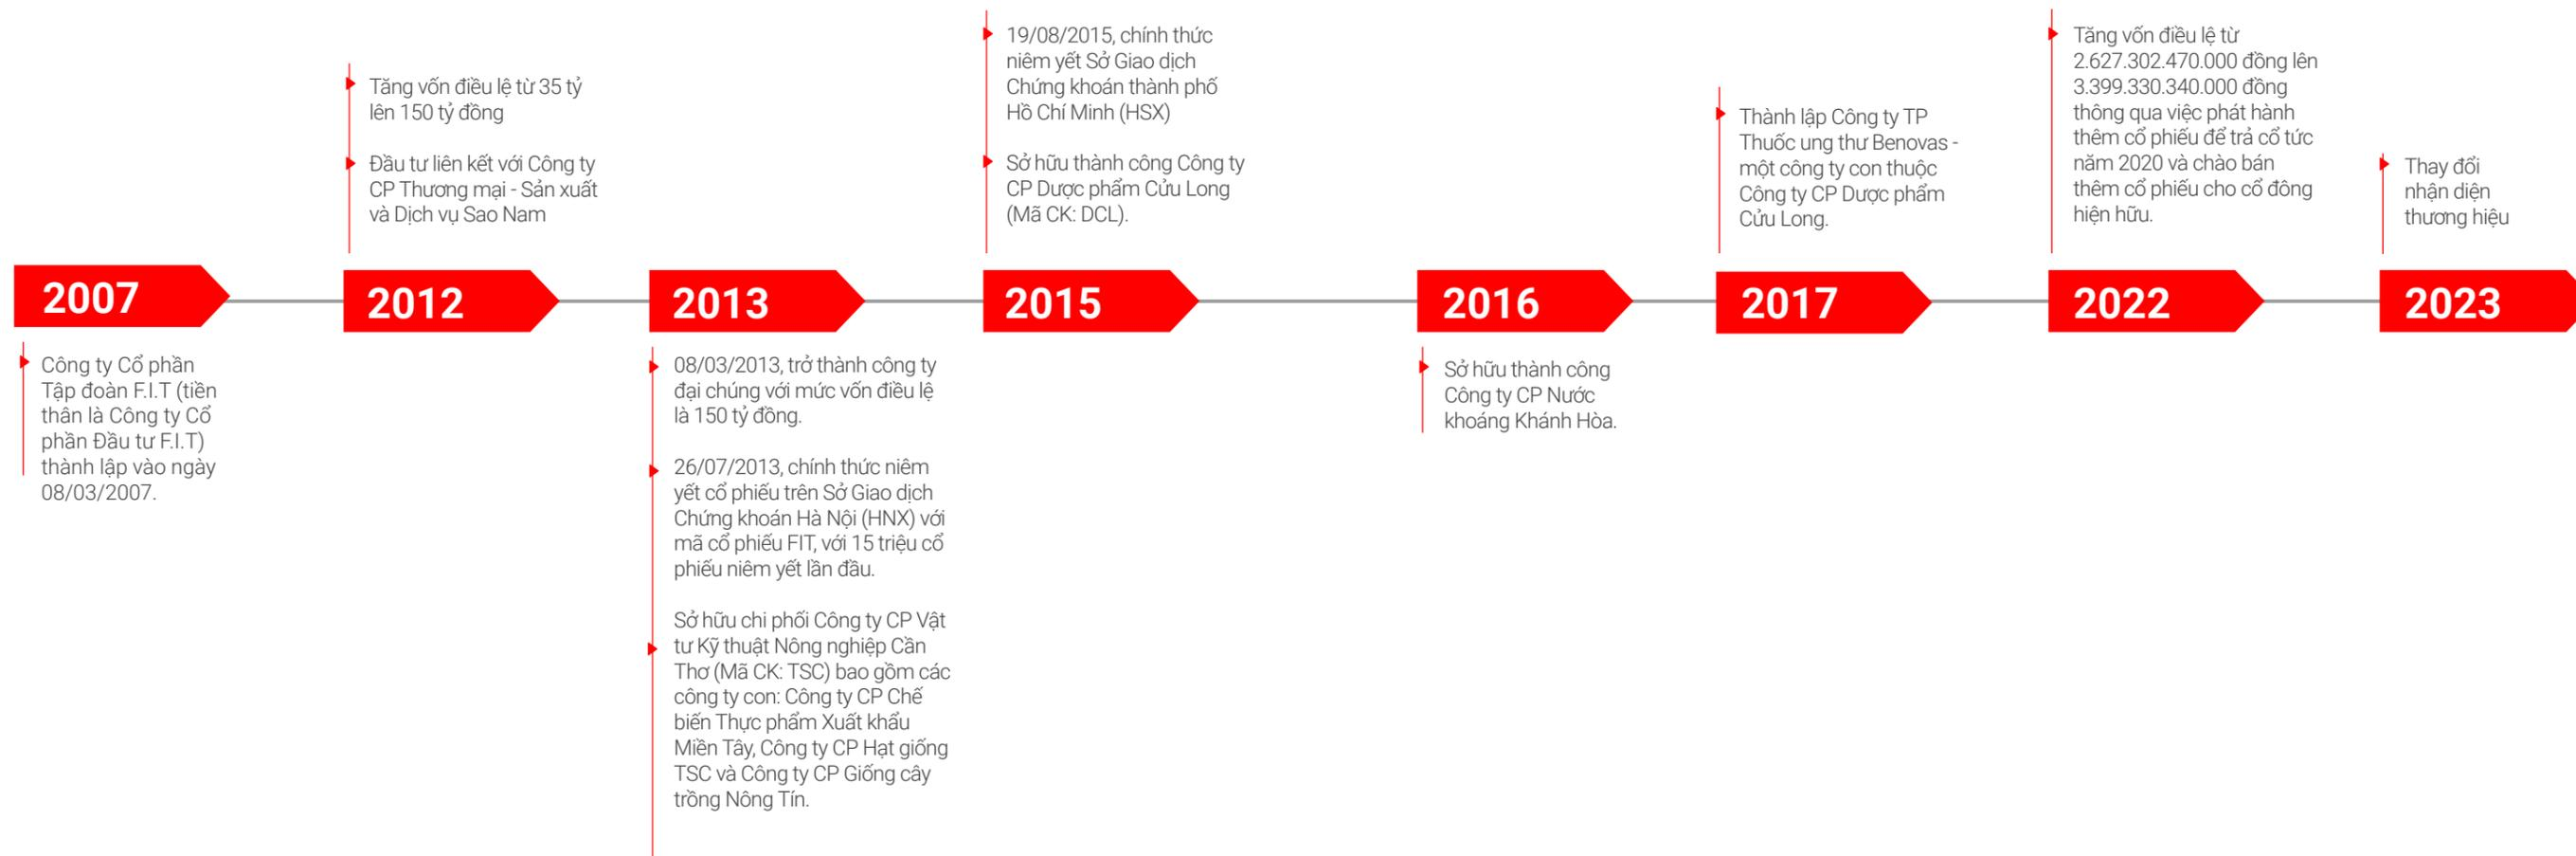 2007
Công ty Cổ phần
Tập đoàn F.I.T (tiền
thân là Công ty Cổ
phần Đầu tư F.I.T)
thành lập vào ngày
08/03/2007.
Tăng vốn điều lệ từ 35 tỷ
lên 150 tỷ đồng
Đầu tư liên kết với Công ty
CP Thương mại - Sản xuất
và Dịch vụ Sao Nam
2012
2013
08/03/2013, trở thành công ty
đại chúng với mức vốn điều lệ
là 150 tỷ đồng.
26/07/2013, chính thức niêm
yết cổ phiếu trên Sở Giao dịch
Chứng khoán Hà Nội (HNX) với
mã cổ phiếu FIT, với 15 triệu cổ
phiếu niêm yết lần đầu.
Sở hữu chi phối Công ty CP Vật
tư Kỹ thuật Nông nghiệp Cần
Thơ (Mã CK: TSC) bao gồm các
công ty con: Công ty CP Chế
biến Thực phẩm Xuất khẩu
Miền Tây, Công ty CP Hạt giống
TSC và Công ty CP Giống cây
trồng Nông Tín.
19/08/2015, chính thức
niêm yết Sở Giao dịch
Chứng khoán thành phố
Hồ Chí Minh (HSX)
Sở hữu thành công Công ty
CP Dược phẩm Cửu Long
(Mã CK: DCL).
2015
2016
Sở hữu thành công
Công ty CP Nước
khoáng Khánh Hòa.
Thành lập Công ty TP
Thuốc ung thư Benovas -
một công ty con thuộc
Công ty CP Dược phẩm
Cửu Long.
2017
Tăng vốn điều lệ từ
2.627.302.470.000 đồng lên
3.399.330.340.000 đồng
thông qua việc phát hành
thêm cổ phiếu để trả cổ tức
năm 2020 và chào bán
thêm cổ phiếu cho cổ đông
hiện hữu.
2022
Thay đổi
nhận diện
thương hiệu
2023